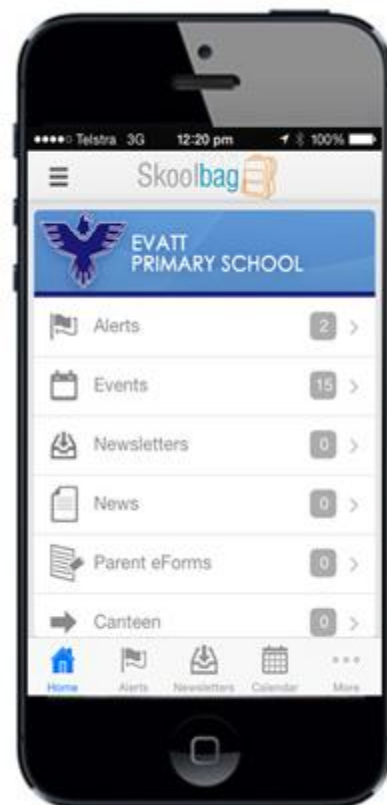 Telstra 3G 12:20 pm 100%
Skoolbag
EVATT
PRIMARY SCHOOL
Alerts 2
Events 15
Newsletters 0
News 0
Parent eForms 0
Canteen 0
Home Alerts Newsletters Calendar More